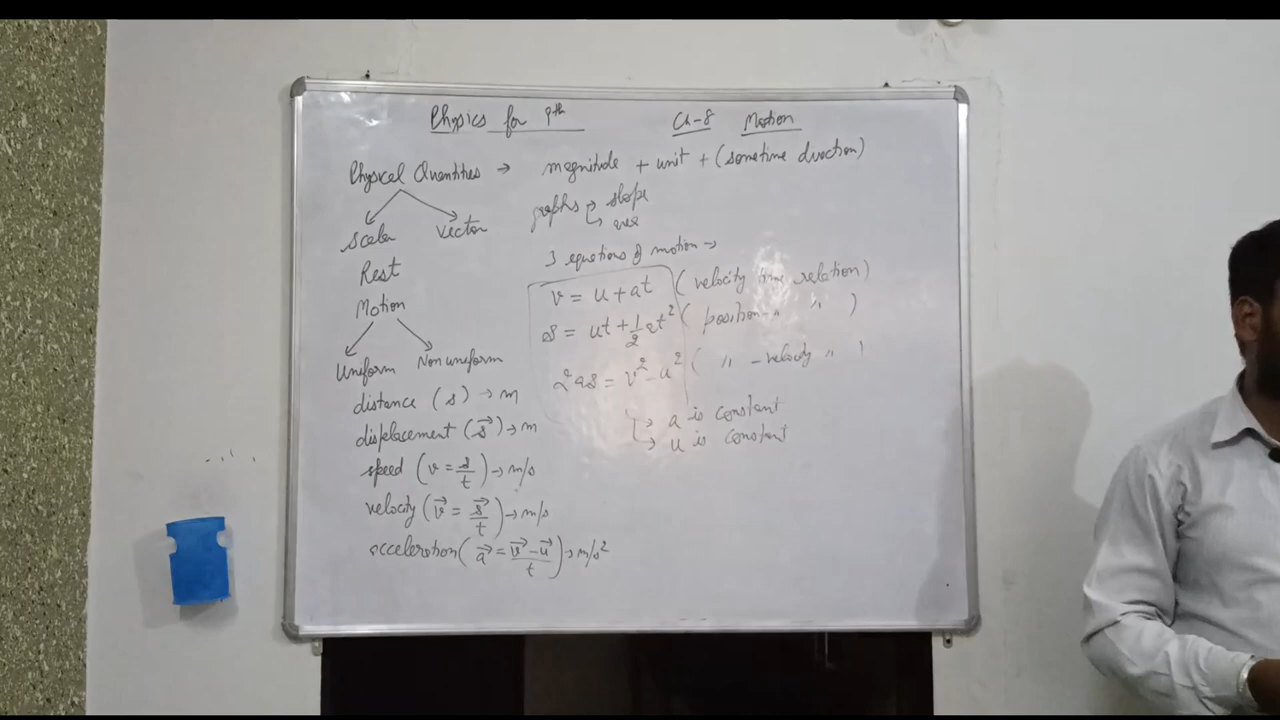 Physics for 9th
Ch-8 Motion
Physical Quantities → magnitude + unit + (sometime direction)
Scalar Vector
graphs → slope
→ area
Rest
Motion
Uniform Non uniform
distance (s) → m
displacement (s⃗) → m
speed (v = s/t) → m/s
velocity (v⃗ = s⃗/t) → m/s
acceleration (a⃗ = (v⃗ - u⃗)/t) → m/s²
3 equations of motion →
v = u + at (velocity time relation)
s = ut + 1/2 at² (position - " " )
2as = v² - u² ( " - velocity " )
→ a is constant
→ u is constant